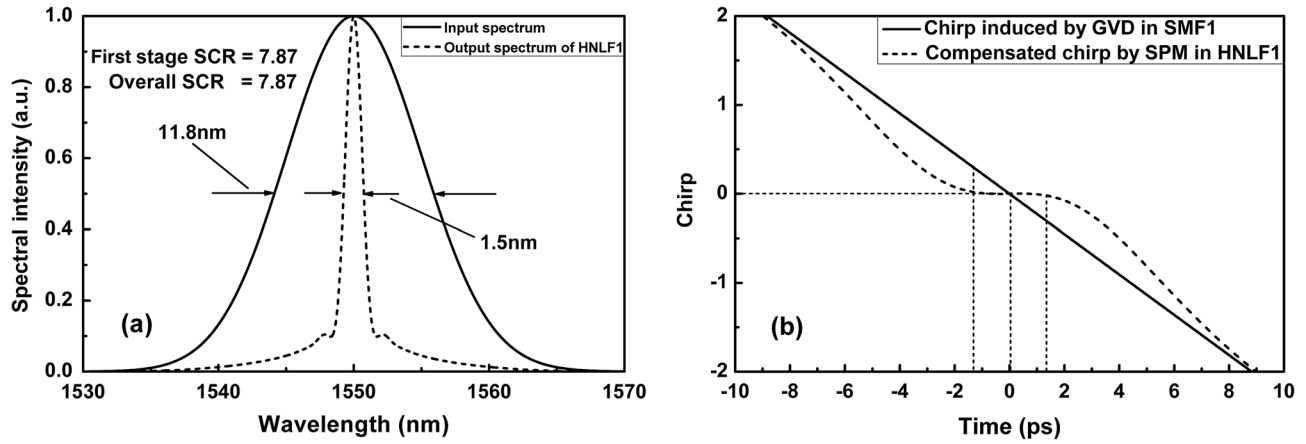 Input spectrum
Output spectrum of HNLF1
First stage SCR = 7.87
Overall SCR = 7.87
11.8nm
1.5nm
(a)
Spectral intensity (a.u.)
1.0
0.8
0.6
0.4
0.2
0.0
1530 1540 1550 1560 1570
Wavelength (nm)
Chirp induced by GVD in SMF1
Compensated chirp by SPM in HNLF1
(b)
Chirp
2
1
0
-1
-2
-10 -8 -6 -4 -2 0 2 4 6 8 10
Time (ps)